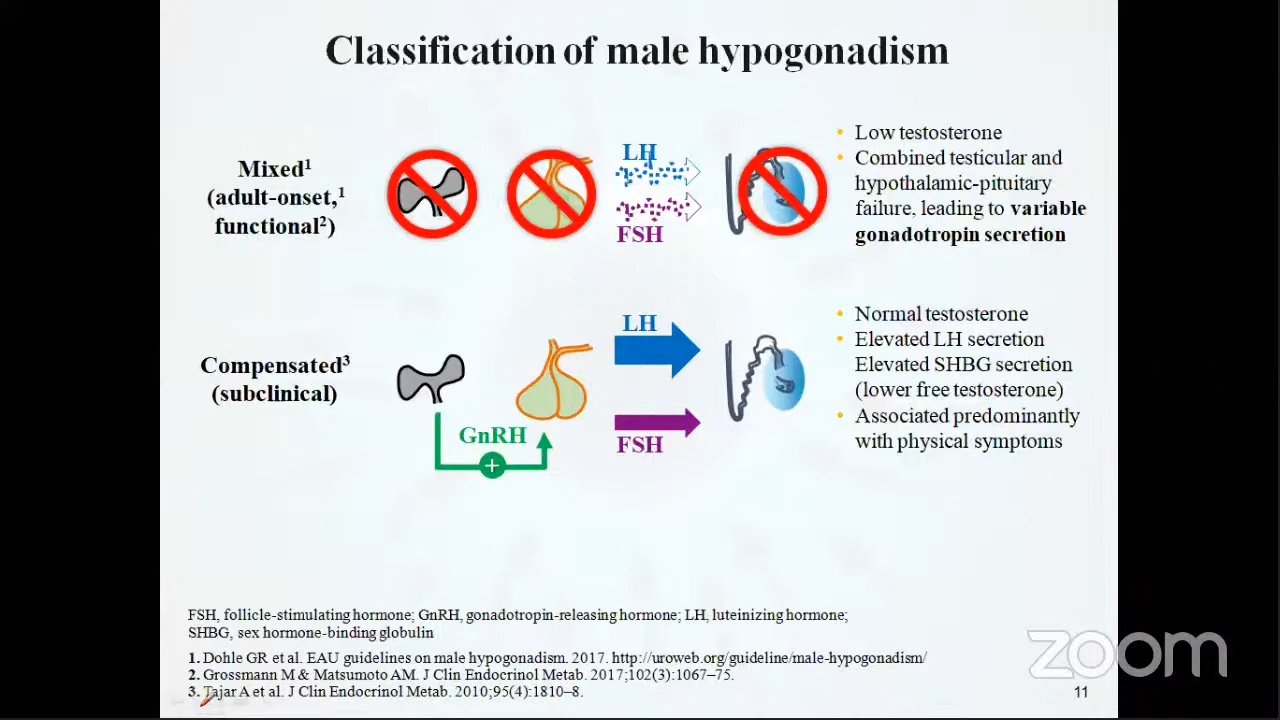 Classification of male hypogonadism
Mixed¹
(adult-onset,¹
functional²)
LH
FSH
• Low testosterone
• Combined testicular and
hypothalamic-pituitary
failure, leading to variable
gonadotropin secretion
Compensated³
(subclinical)
GnRH
+
LH
FSH
• Normal testosterone
• Elevated LH secretion
Elevated SHBG secretion
(lower free testosterone)
• Associated predominantly
with physical symptoms
FSH, follicle-stimulating hormone; GnRH, gonadotropin-releasing hormone; LH, luteinizing hormone;
SHBG, sex hormone-binding globulin
1. Dohle GR et al. EAU guidelines on male hypogonadism. 2017. http://uroweb.org/guideline/male-hypogonadism/
2. Grossmann M & Matsumoto AM. J Clin Endocrinol Metab. 2017;102(3):1067–75.
3. Tajar A et al. J Clin Endocrinol Metab. 2010;95(4):1810–8.
11
zoom